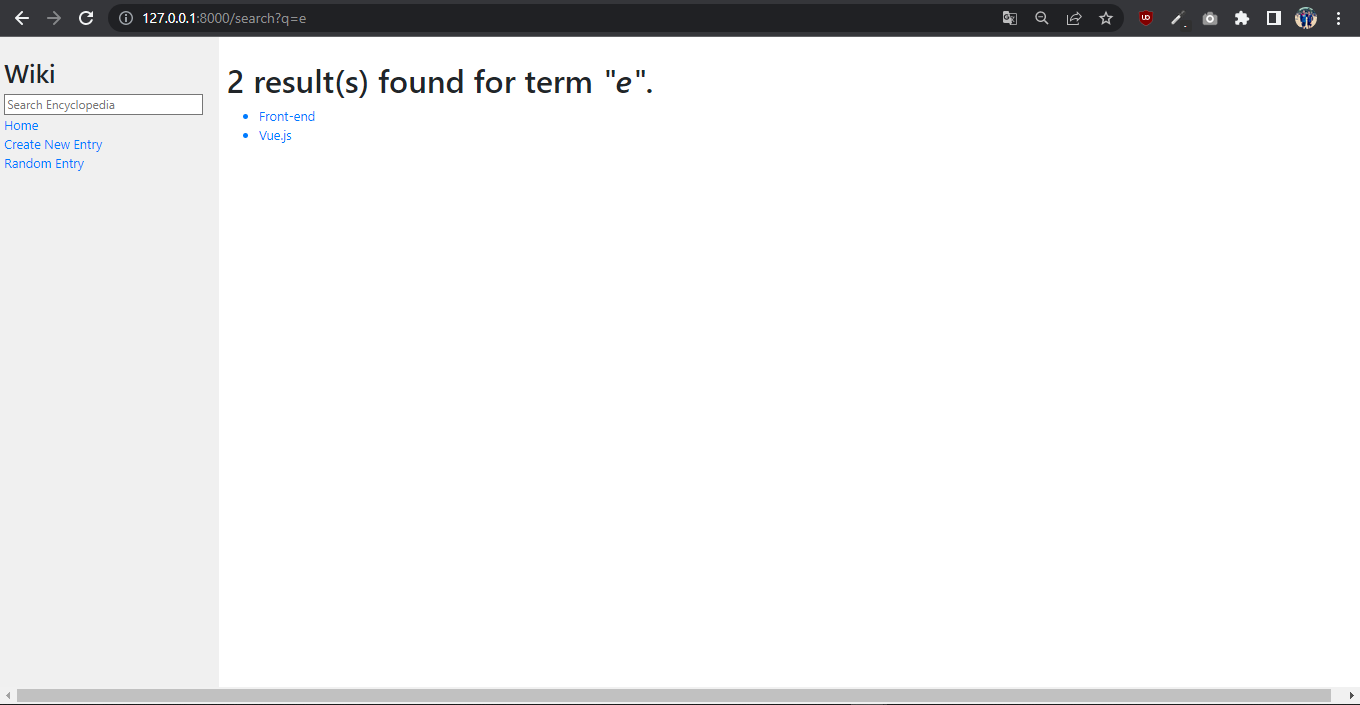 127.0.0.1:8000/search?q=e
Wiki
Search Encyclopedia
Home
Create New Entry
Random Entry
2 result(s) found for term "e".
Front-end
Vue.js